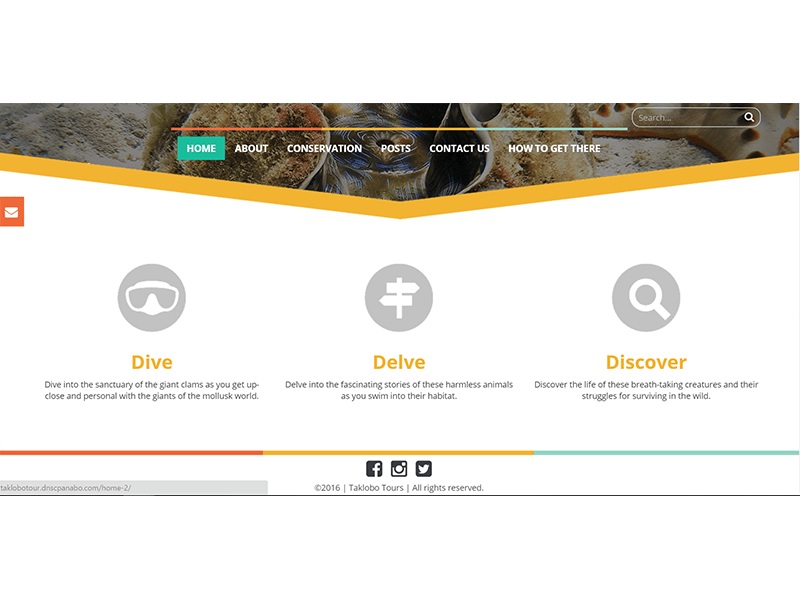 Search...
HOME ABOUT CONSERVATION POSTS CONTACT US HOW TO GET THERE
Dive
Dive into the sanctuary of the giant clams as you get up-
close and personal with the giants of the mollusk world.
Delve
Delve into the fascinating stories of these harmless animals
as you swim into their habitat.
Discover
Discover the life of these breath-taking creatures and their
struggles for surviving in the wild.
©2016 | Taklobo Tours | All rights reserved.
taklobotour.dnscpanabo.com/home-2/